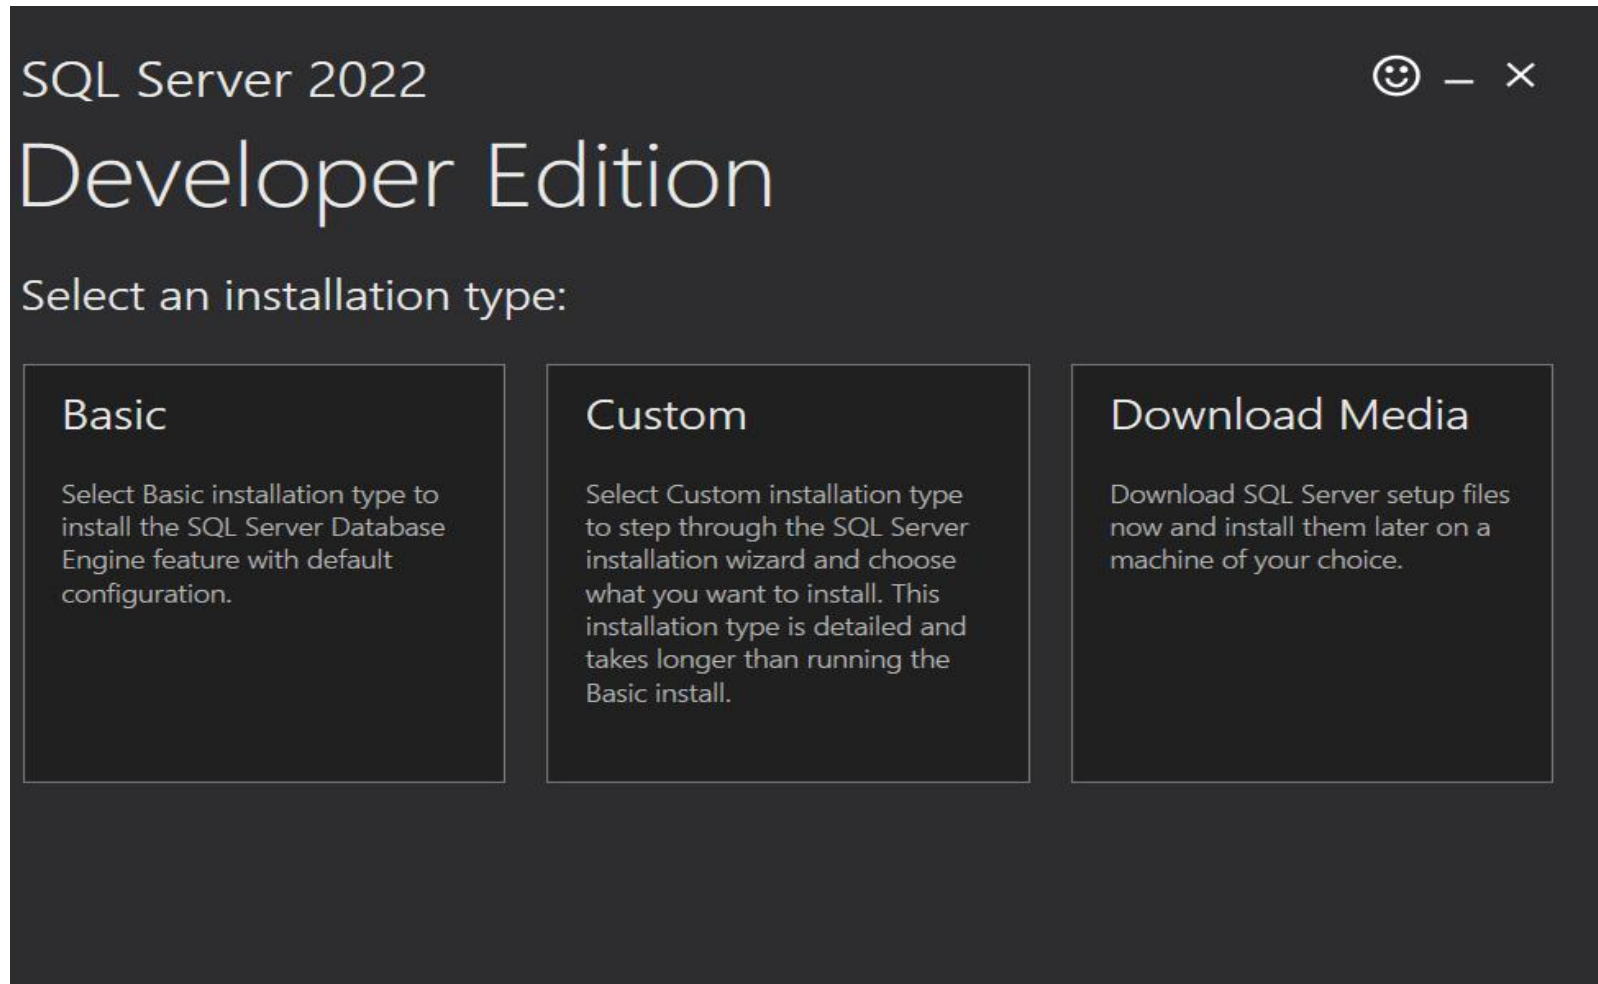 SQL Server 2022
Developer Edition
Select an installation type:
Basic
Select Basic installation type to
install the SQL Server Database
Engine feature with default
configuration.
Custom
Select Custom installation type
to step through the SQL Server
installation wizard and choose
what you want to install. This
installation type is detailed and
takes longer than running the
Basic install.
Download Media
Download SQL Server setup files
now and install them later on a
machine of your choice.